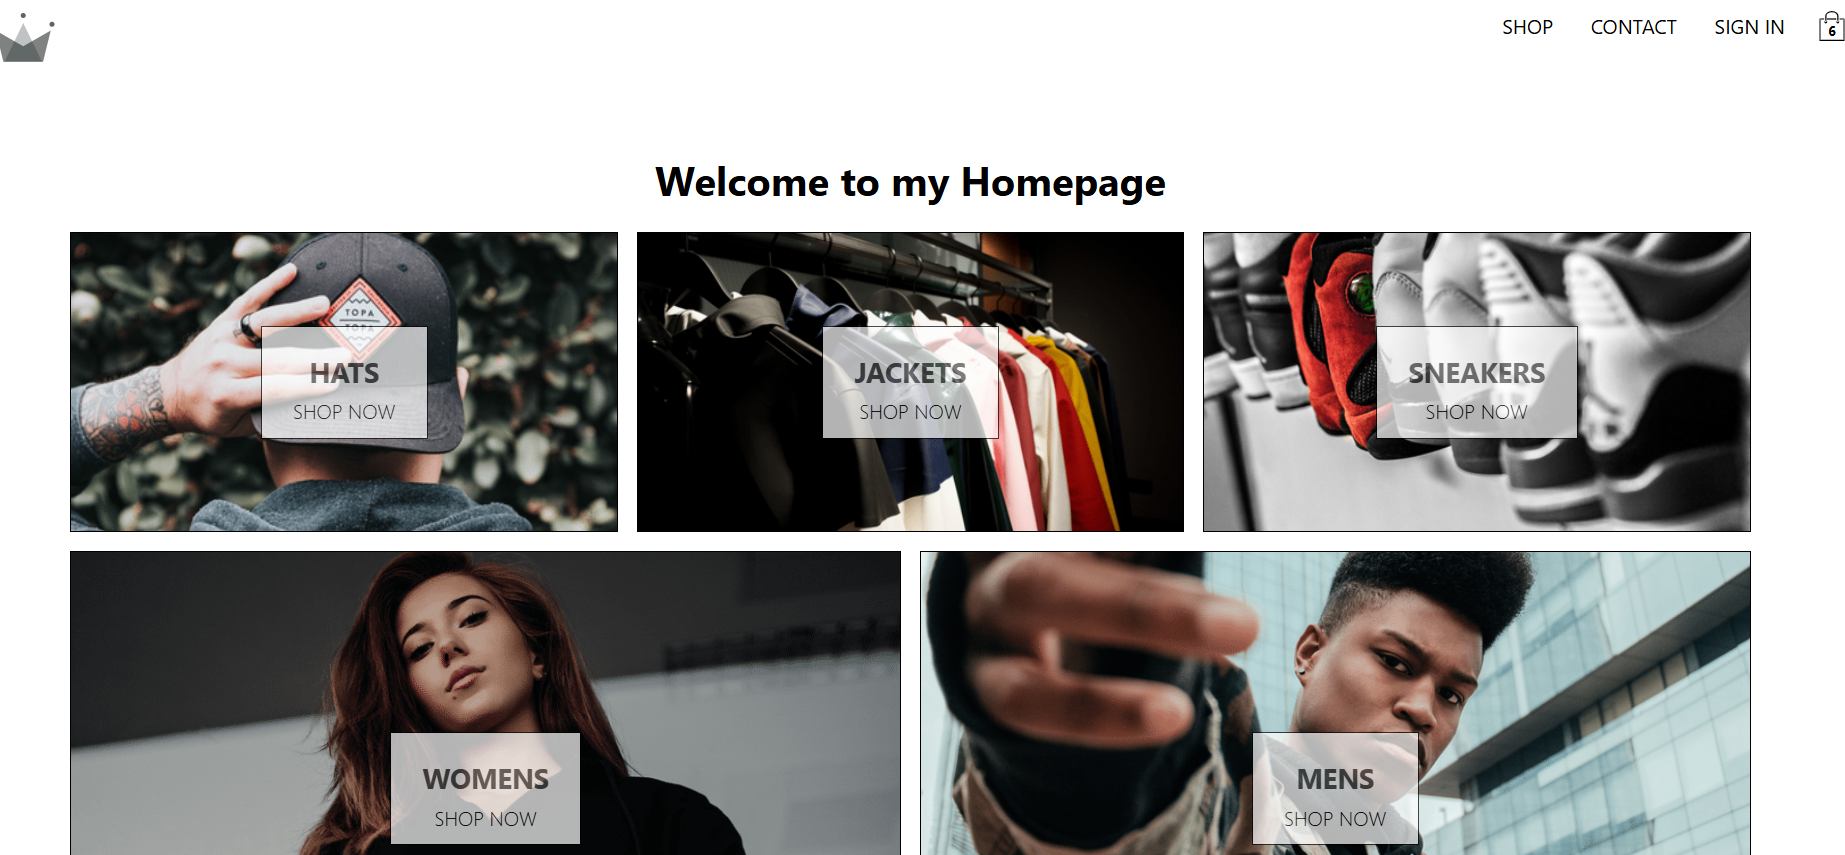 SHOP CONTACT SIGN IN 6
Welcome to my Homepage
TOPA
TOPA
HATS
SHOP NOW
JACKETS
SHOP NOW
SNEAKERS
SHOP NOW
WOMENS
SHOP NOW
MENS
SHOP NOW